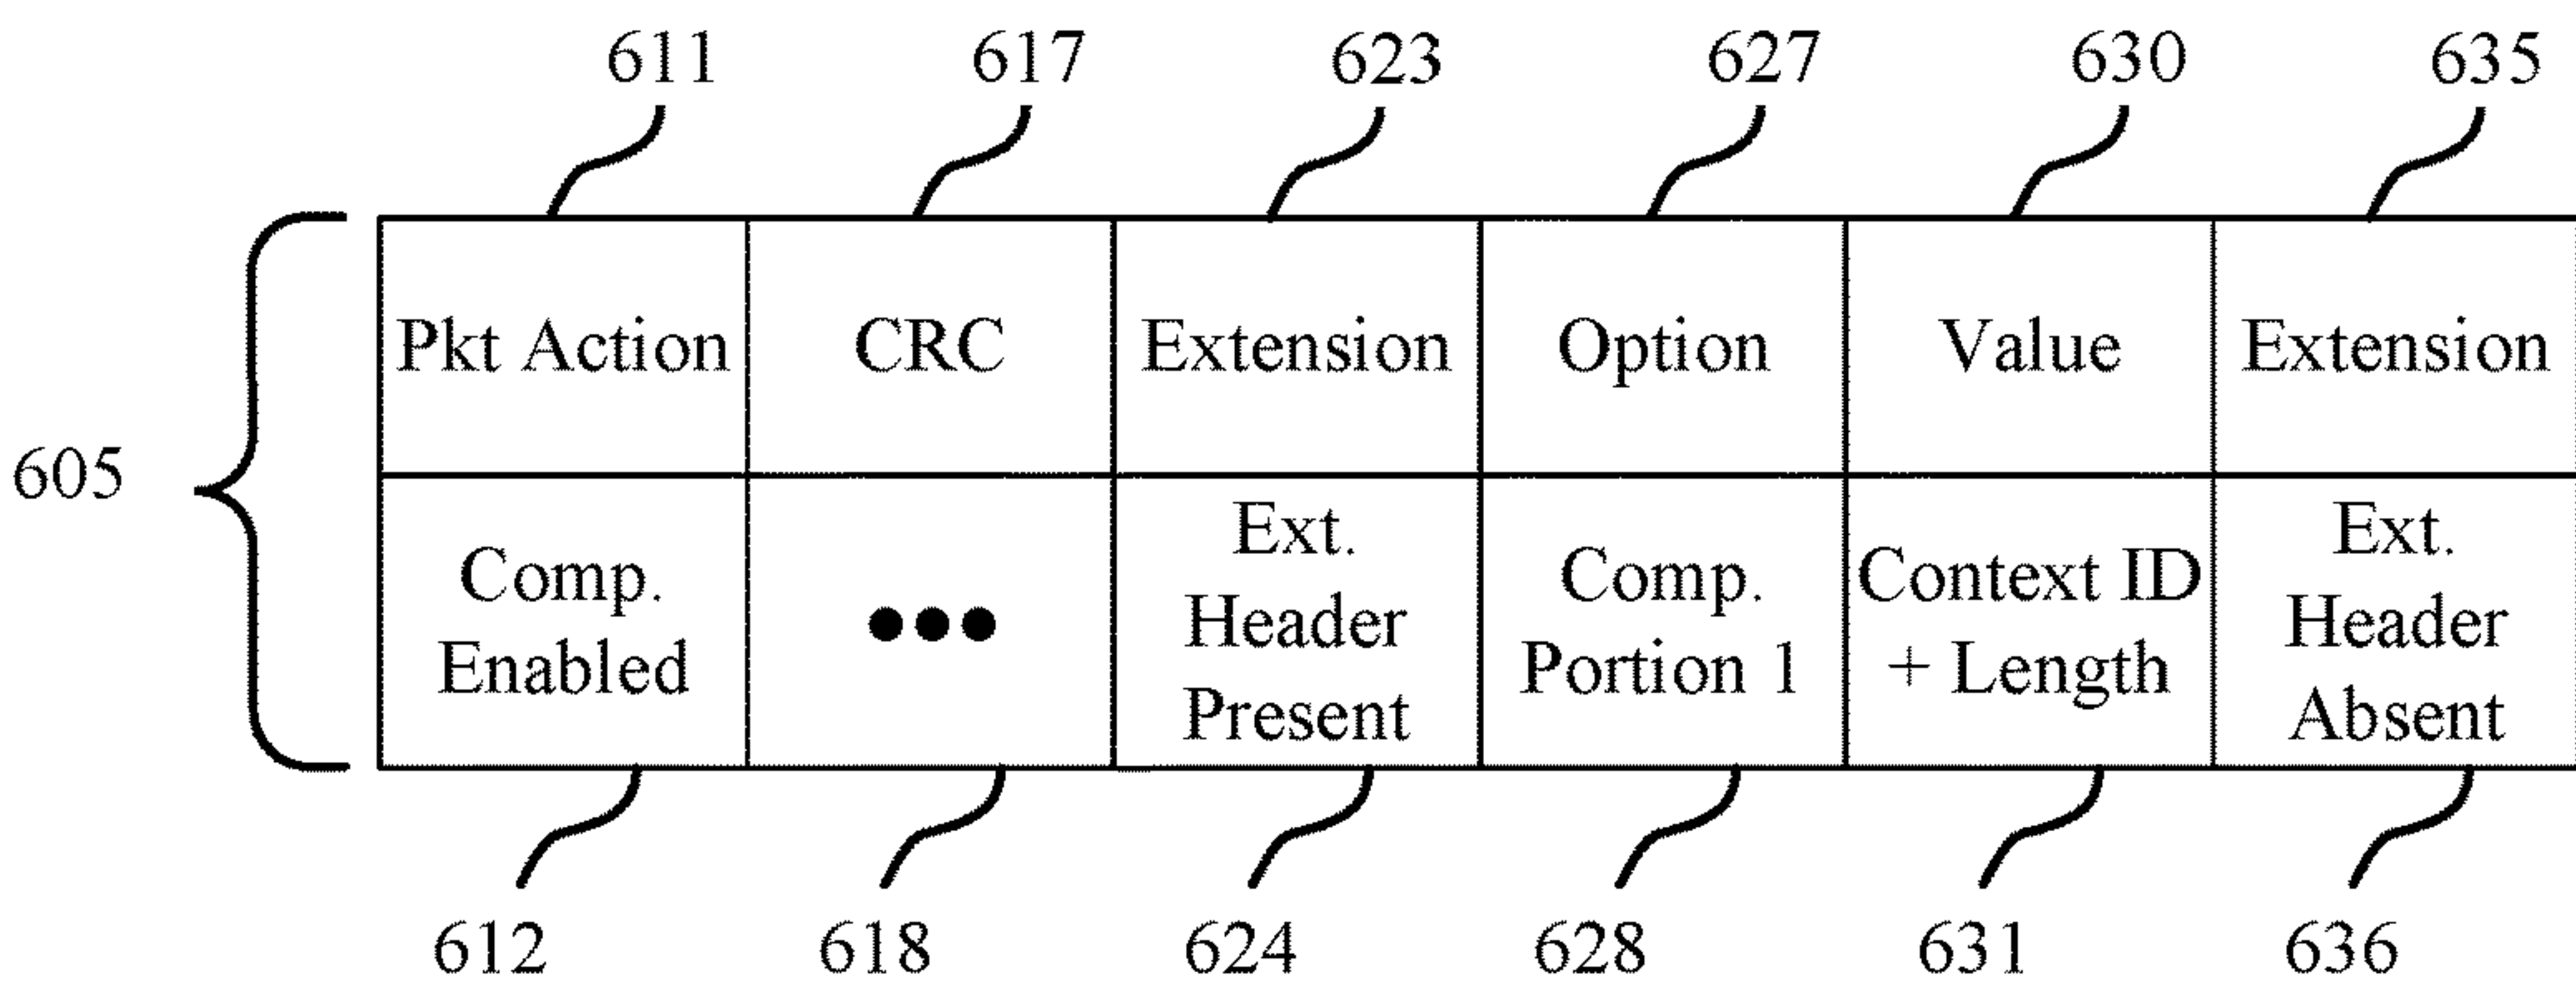 611 617 623 627 630 635
Pkt Action CRC Extension Option Value Extension
605
Comp.
Enabled
●●●
Ext.
Header
Present
Comp.
Portion 1
Context ID
+ Length
Ext.
Header
Absent
612 618 624 628 631 636